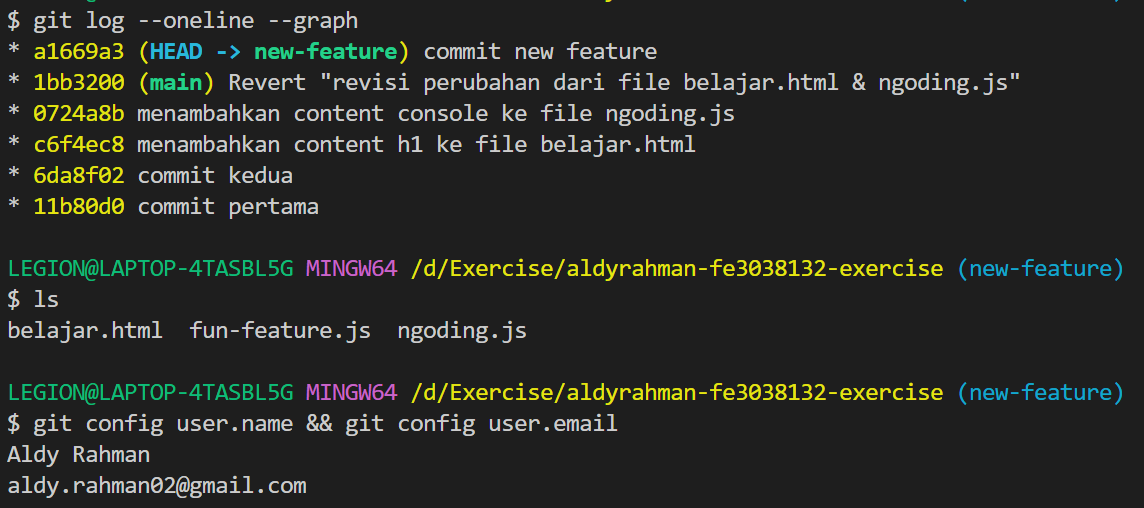 $ git log --oneline --graph
* a1669a3 (HEAD -> new-feature) commit new feature
* 1bb3200 (main) Revert "revisi perubahan dari file belajar.html & ngoding.js"
* 0724a8b menambahkan content console ke file ngoding.js
* c6f4ec8 menambahkan content h1 ke file belajar.html
* 6da8f02 commit kedua
* 11b80d0 commit pertama
LEGION@LAPTOP-4TASBL5G MINGW64 /d/Exercise/aldyrahman-fe3038132-exercise (new-feature)
$ ls
belajar.html  fun-feature.js  ngoding.js
LEGION@LAPTOP-4TASBL5G MINGW64 /d/Exercise/aldyrahman-fe3038132-exercise (new-feature)
$ git config user.name && git config user.email
Aldy Rahman
aldy.rahman02@gmail.com